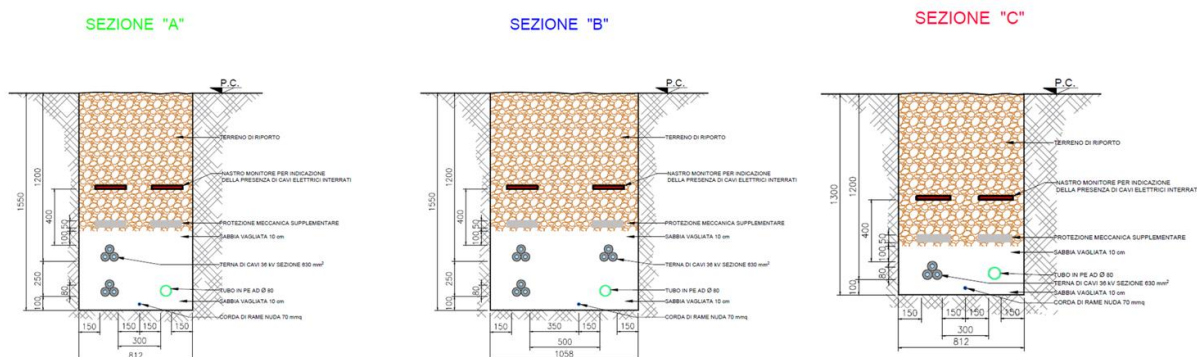 SEZIONE "A"
P.C.
TERRENO DI RIPORTO
NASTRO MONITORE PER INDICAZIONE
DELLA PRESENZA DI CAVI ELETTRICI INTERRATI
PROTEZIONE MECCANICA SUPPLEMENTARE
SABBIA VAGLIATA 10 cm
TERNA DI CAVI 36 kV SEZIONE 630 mm²
TUBO IN PE AD Ø 80
SABBIA VAGLIATA 10 cm
CORDA DI RAME NUDA 70 mmq
1550
1200
400
50
100
250
80
100
150
150
150
150
300
812
SEZIONE "B"
P.C.
TERRENO DI RIPORTO
NASTRO MONITORE PER INDICAZIONE
DELLA PRESENZA DI CAVI ELETTRICI INTERRATI
PROTEZIONE MECCANICA SUPPLEMENTARE
SABBIA VAGLIATA 10 cm
TERNA DI CAVI 36 kV SEZIONE 630 mm²
TUBO IN PE AD Ø 80
SABBIA VAGLIATA 10 cm
CORDA DI RAME NUDA 70 mmq
1550
1200
400
50
100
250
80
100
150
350
150
150
500
1058
SEZIONE "C"
P.C.
TERRENO DI RIPORTO
NASTRO MONITORE PER INDICAZIONE
DELLA PRESENZA DI CAVI ELETTRICI INTERRATI
PROTEZIONE MECCANICA SUPPLEMENTARE
SABBIA VAGLIATA 10 cm
TUBO IN PE AD Ø 80
TERNA DI CAVI 36 kV SEZIONE 630 mm²
SABBIA VAGLIATA 10 cm
CORDA DI RAME NUDA 70 mmq
1300
1200
400
50
100
80
100
150
150
150
150
300
812